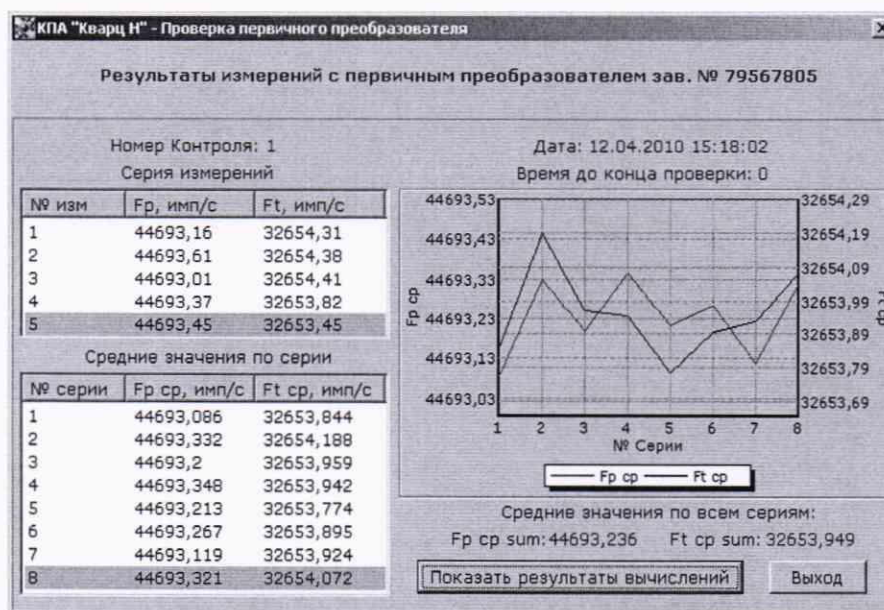 КПА "Кварц Н" - Проверка первичного преобразователя
Результаты измерений с первичным преобразователем зав. № 79567805
Номер Контроля: 1
Дата: 12.04.2010 15:18:02
Серия измерений
Время до конца проверки: 0
№ изм Fp, имп/с Ft, имп/с
1 44693,16 32654,31
2 44693,61 32654,38
3 44693,01 32654,41
4 44693,37 32653,82
5 44693,45 32653,45
Средние значения по серии
№ серии Fp ср, имп/с Ft ср, имп/с
1 44693,086 32653,844
2 44693,332 32654,188
3 44693,2 32653,959
4 44693,348 32653,942
5 44693,213 32653,774
6 44693,267 32653,895
7 44693,119 32653,924
8 44693,321 32654,072
Fp ср
44693,53
44693,43
44693,33
44693,23
44693,13
44693,03
32654,29
32654,19
32654,09
32653,99
32653,89
32653,79
32653,69
Ft ср
1 2 3 4 5 6 7 8
№ Серии
Fp ср Ft ср
Средние значения по всем сериям:
Fp ср sum: 44693,236 Ft ср sum: 32653,949
Показать результаты вычислений
Выход